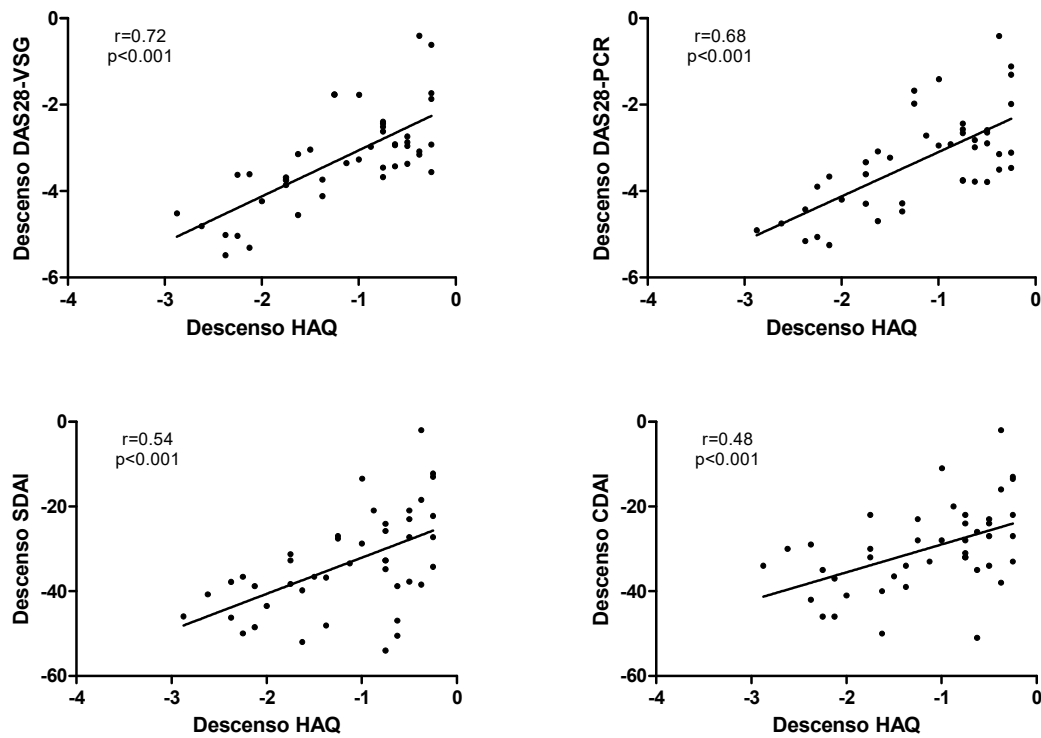 r=0.72
p<0.001
Descenso DAS28-VSG
0
-2
-4
-6
-4
-3
-2
-1
0
Descenso HAQ
r=0.68
p<0.001
Descenso DAS28-PCR
0
-2
-4
-6
-4
-3
-2
-1
0
Descenso HAQ
r=0.54
p<0.001
Descenso SDAI
0
-20
-40
-60
-4
-3
-2
-1
0
Descenso HAQ
r=0.48
p<0.001
Descenso CDAI
0
-20
-40
-60
-4
-3
-2
-1
0
Descenso HAQ